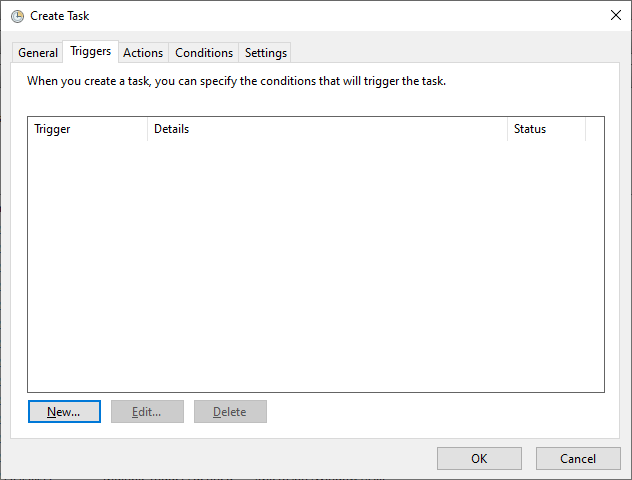 Create Task
General Triggers Actions Conditions Settings
When you create a task, you can specify the conditions that will trigger the task.
Trigger Details Status
New... Edit... Delete
OK Cancel